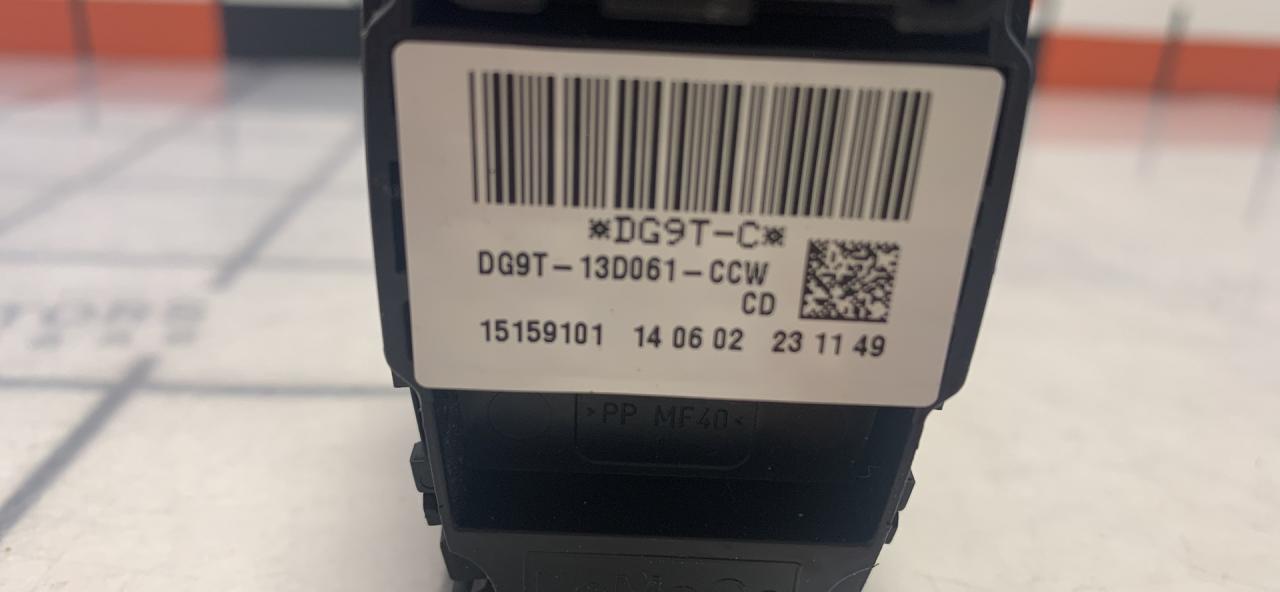 *DG9T-C*
DG9T-13D061-CCW
CD
15159101 14 06 02 23 11 49
>PP MF40<